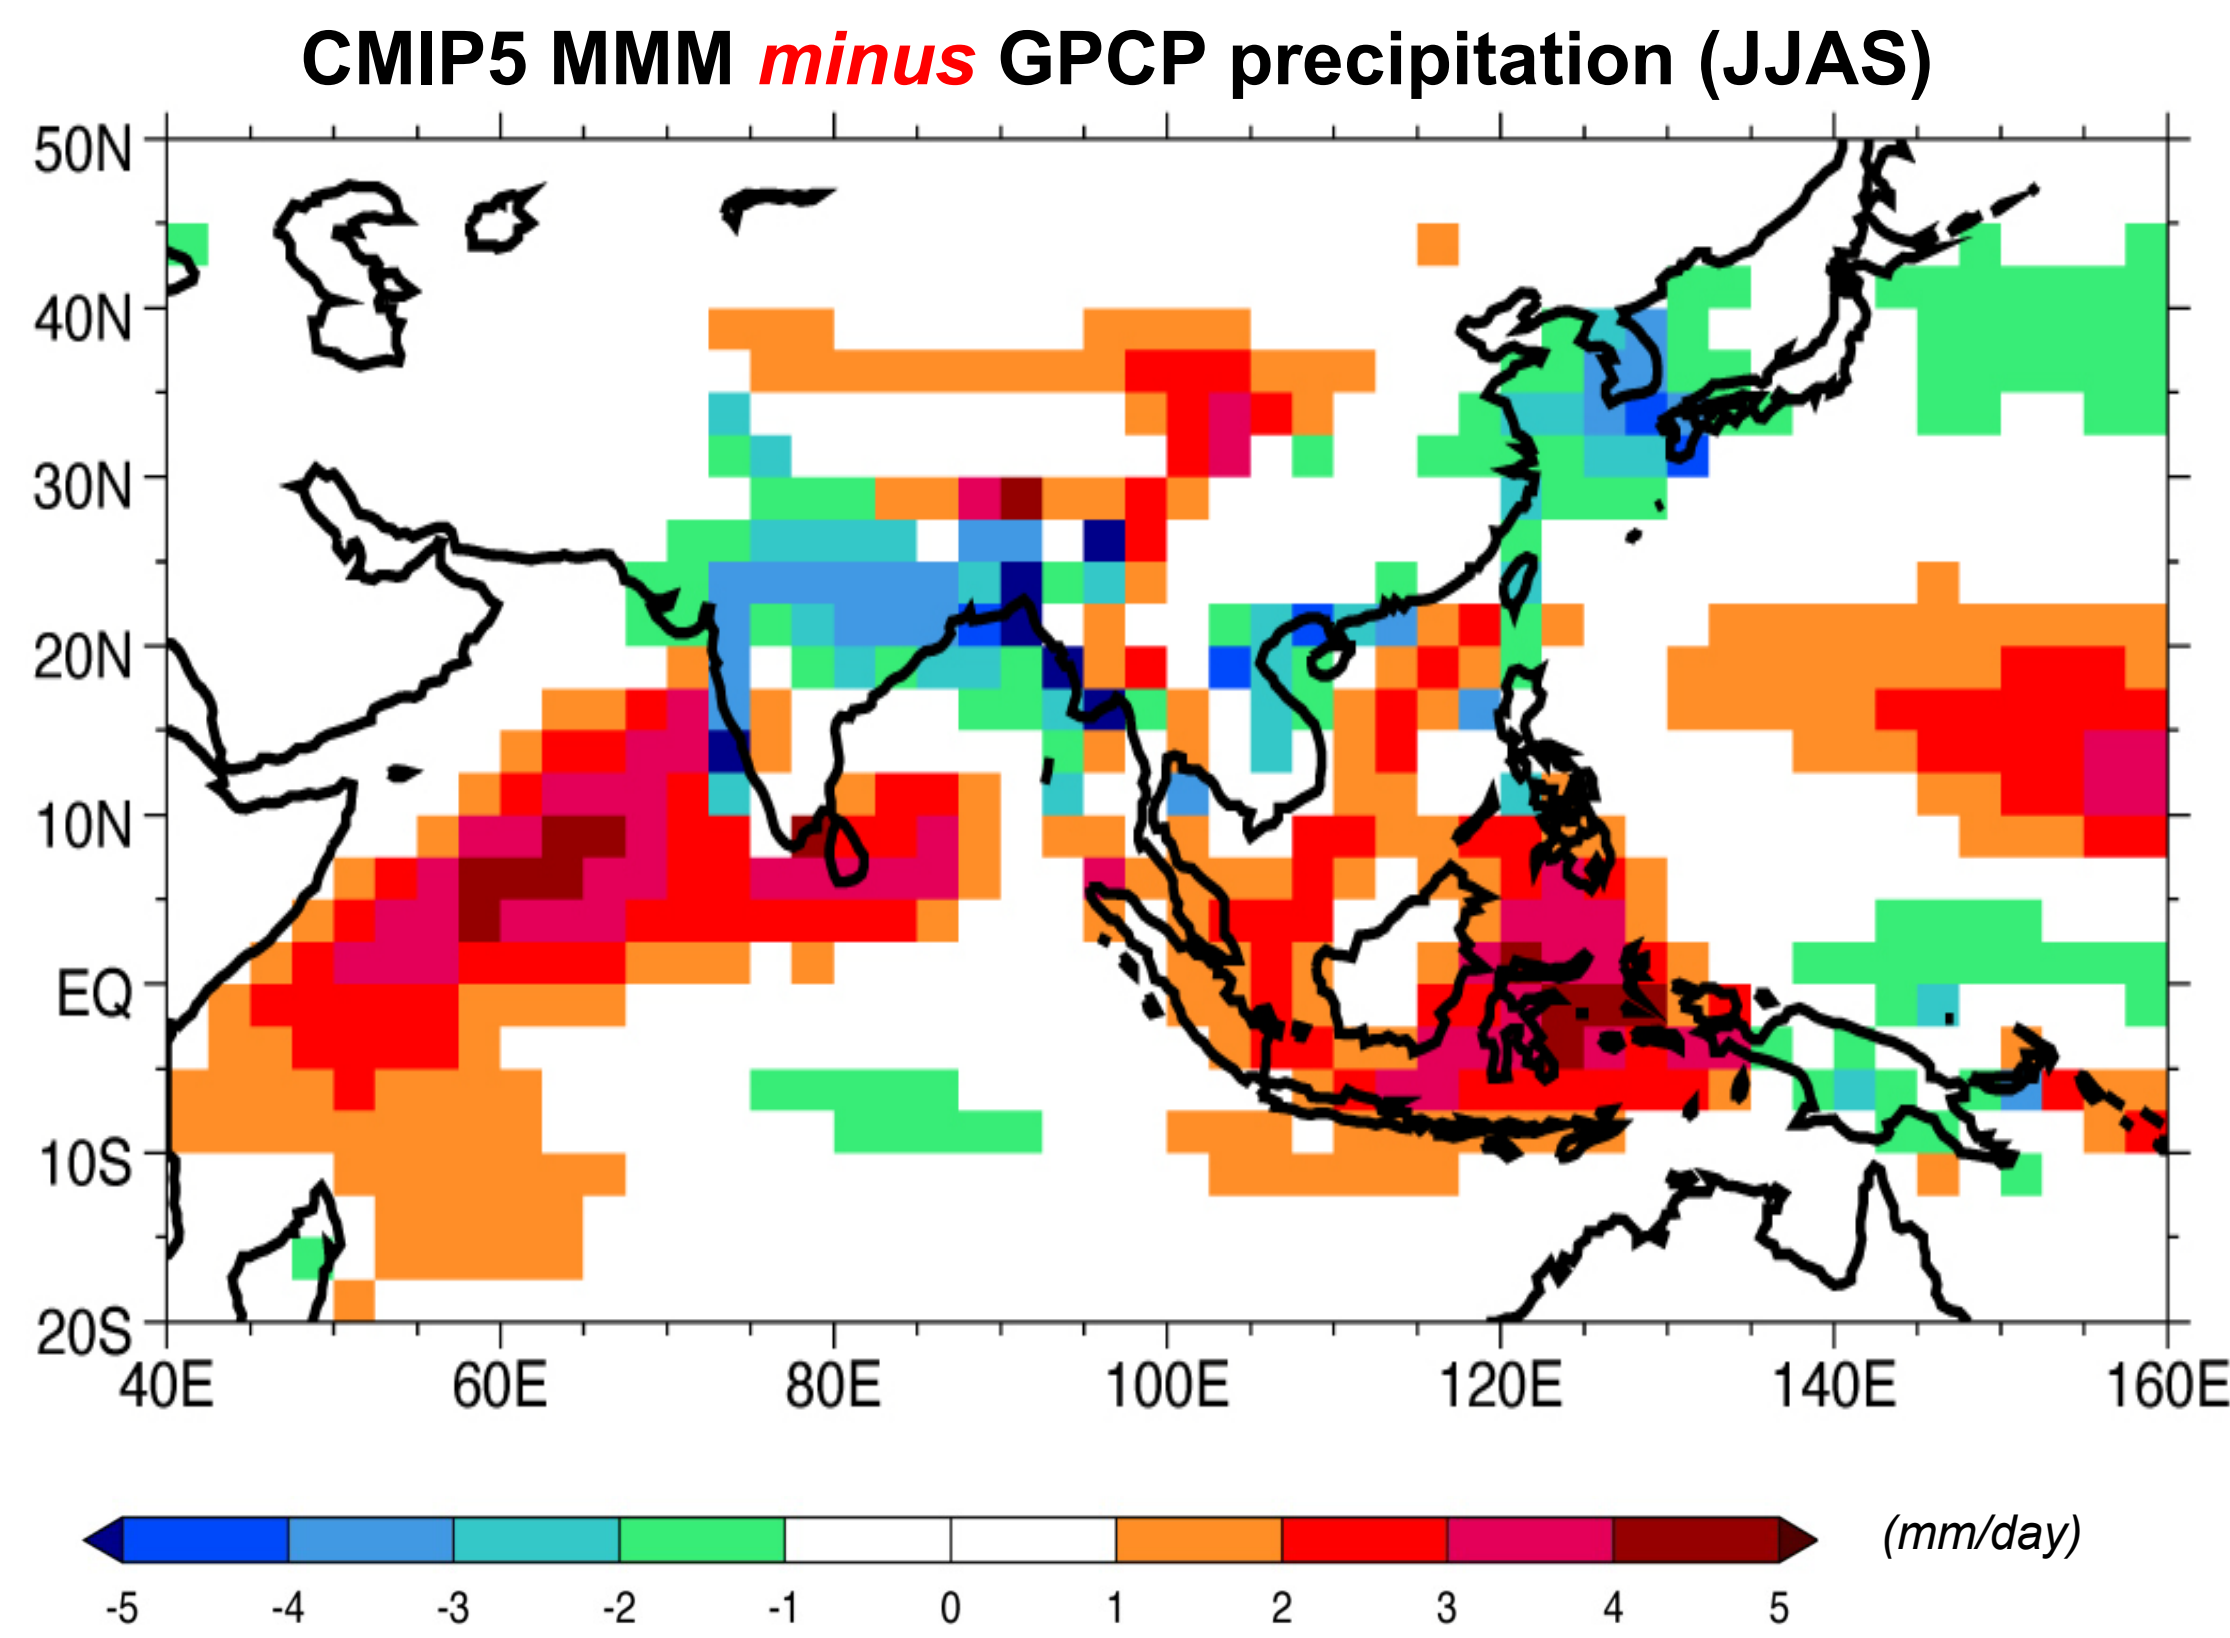 CMIP5 MMM minus GPCP precipitation (JJAS)
50N
40N
30N
20N
10N
EQ
10S
20S
40E 60E 80E 100E 120E 140E 160E
(mm/day)
-5 -4 -3 -2 -1 0 1 2 3 4 5